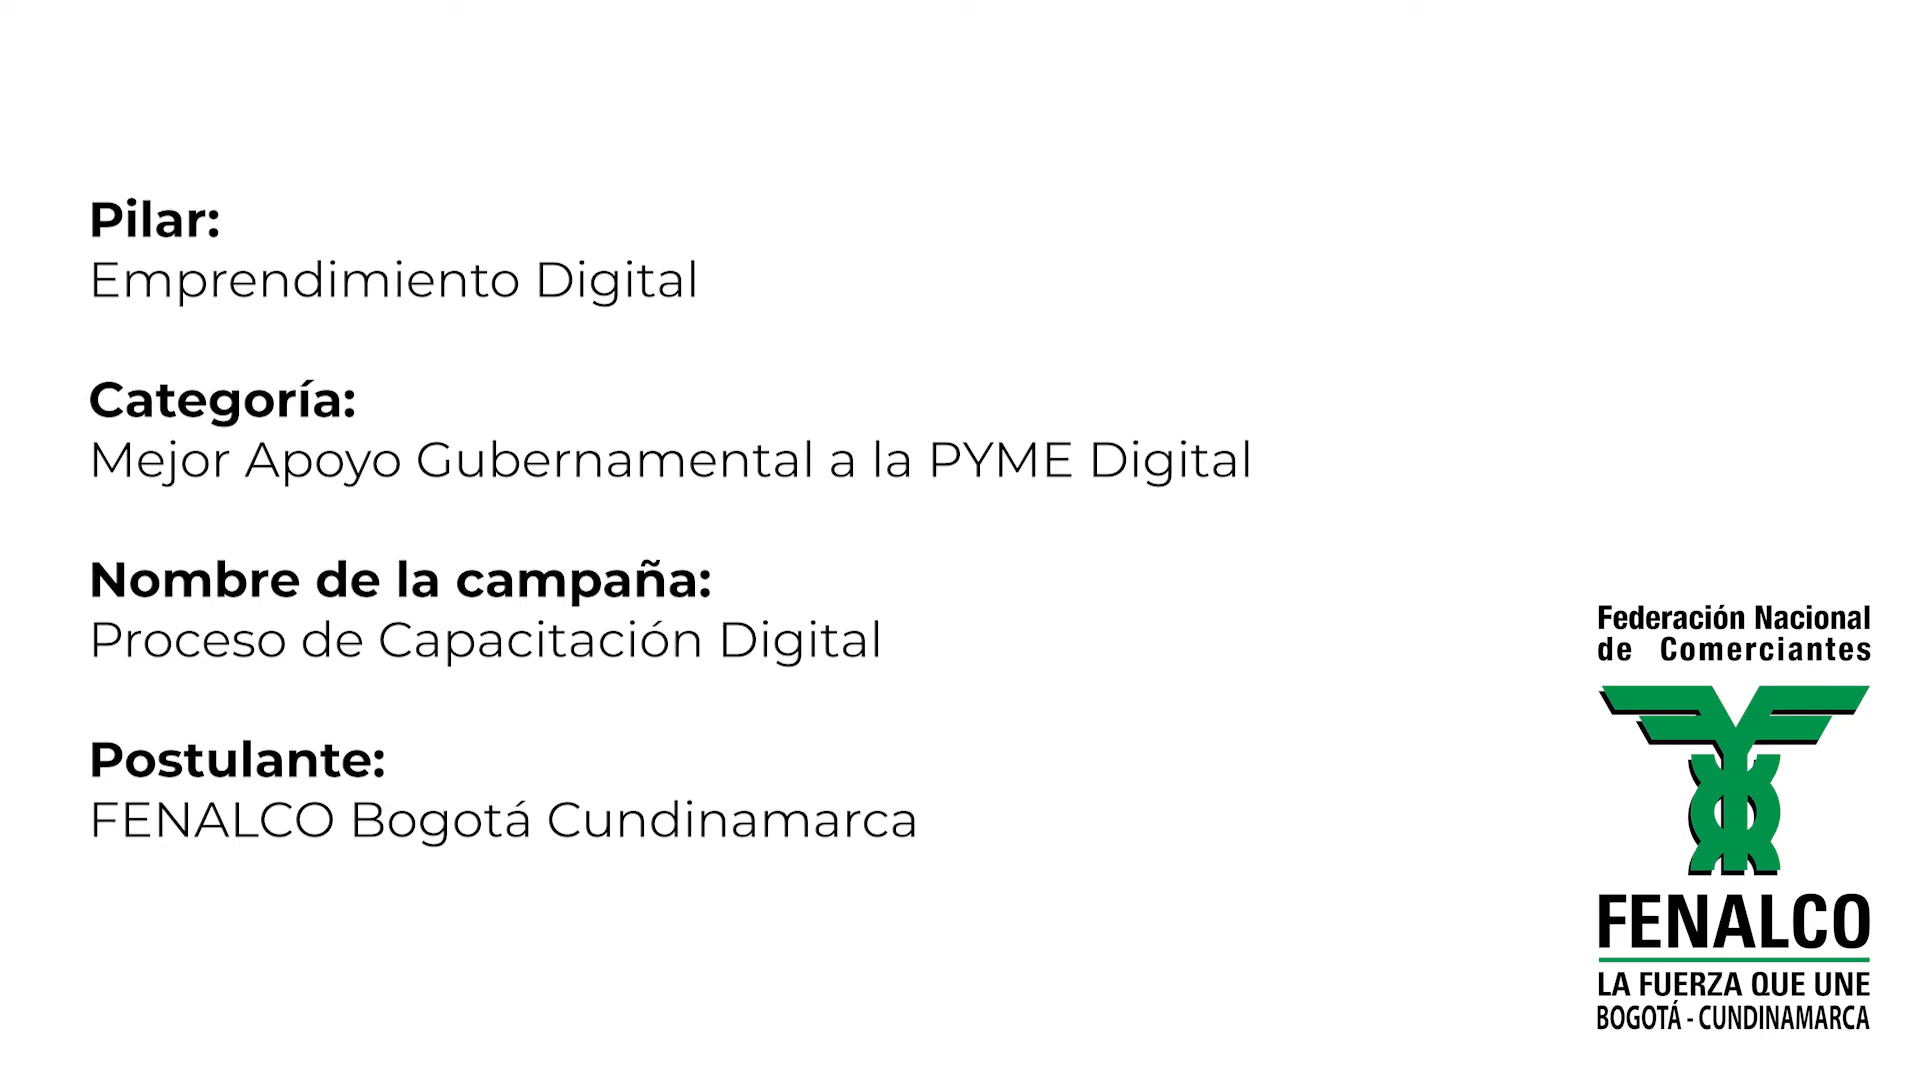 Pilar:
Emprendimiento Digital
Categoría:
Mejor Apoyo Gubernamental a la PYME Digital
Nombre de la campaña:
Proceso de Capacitación Digital
Postulante:
FENALCO Bogotá Cundinamarca
Federación Nacional
de Comerciantes
FENALCO
LA FUERZA QUE UNE
BOGOTÁ - CUNDINAMARCA